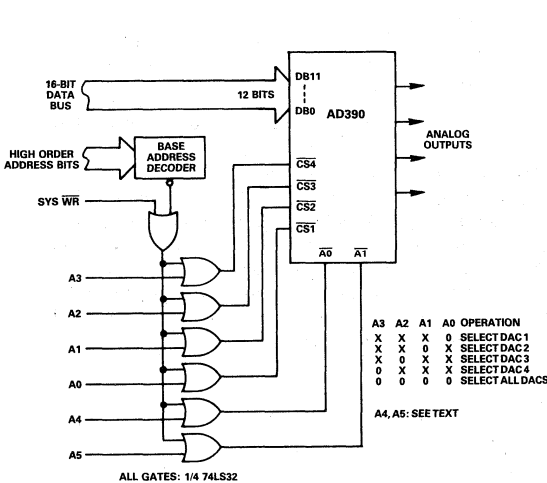 16-BIT
DATA
BUS
12 BITS
DB11
DB0
AD390
ANALOG
OUTPUTS
HIGH ORDER
ADDRESS BITS
BASE
ADDRESS
DECODER
SYS WR
CS4
CS3
CS2
CS1
A0 A1
A3
A2
A1
A0
A4
A5
A3 A2 A1 A0 OPERATION
X X X 0 SELECT DAC 1
X X 0 X SELECT DAC 2
X 0 X X SELECT DAC 3
0 X X X SELECT DAC 4
0 0 0 0 SELECT ALL DACS
A4, A5: SEE TEXT
ALL GATES: 1/4 74LS32